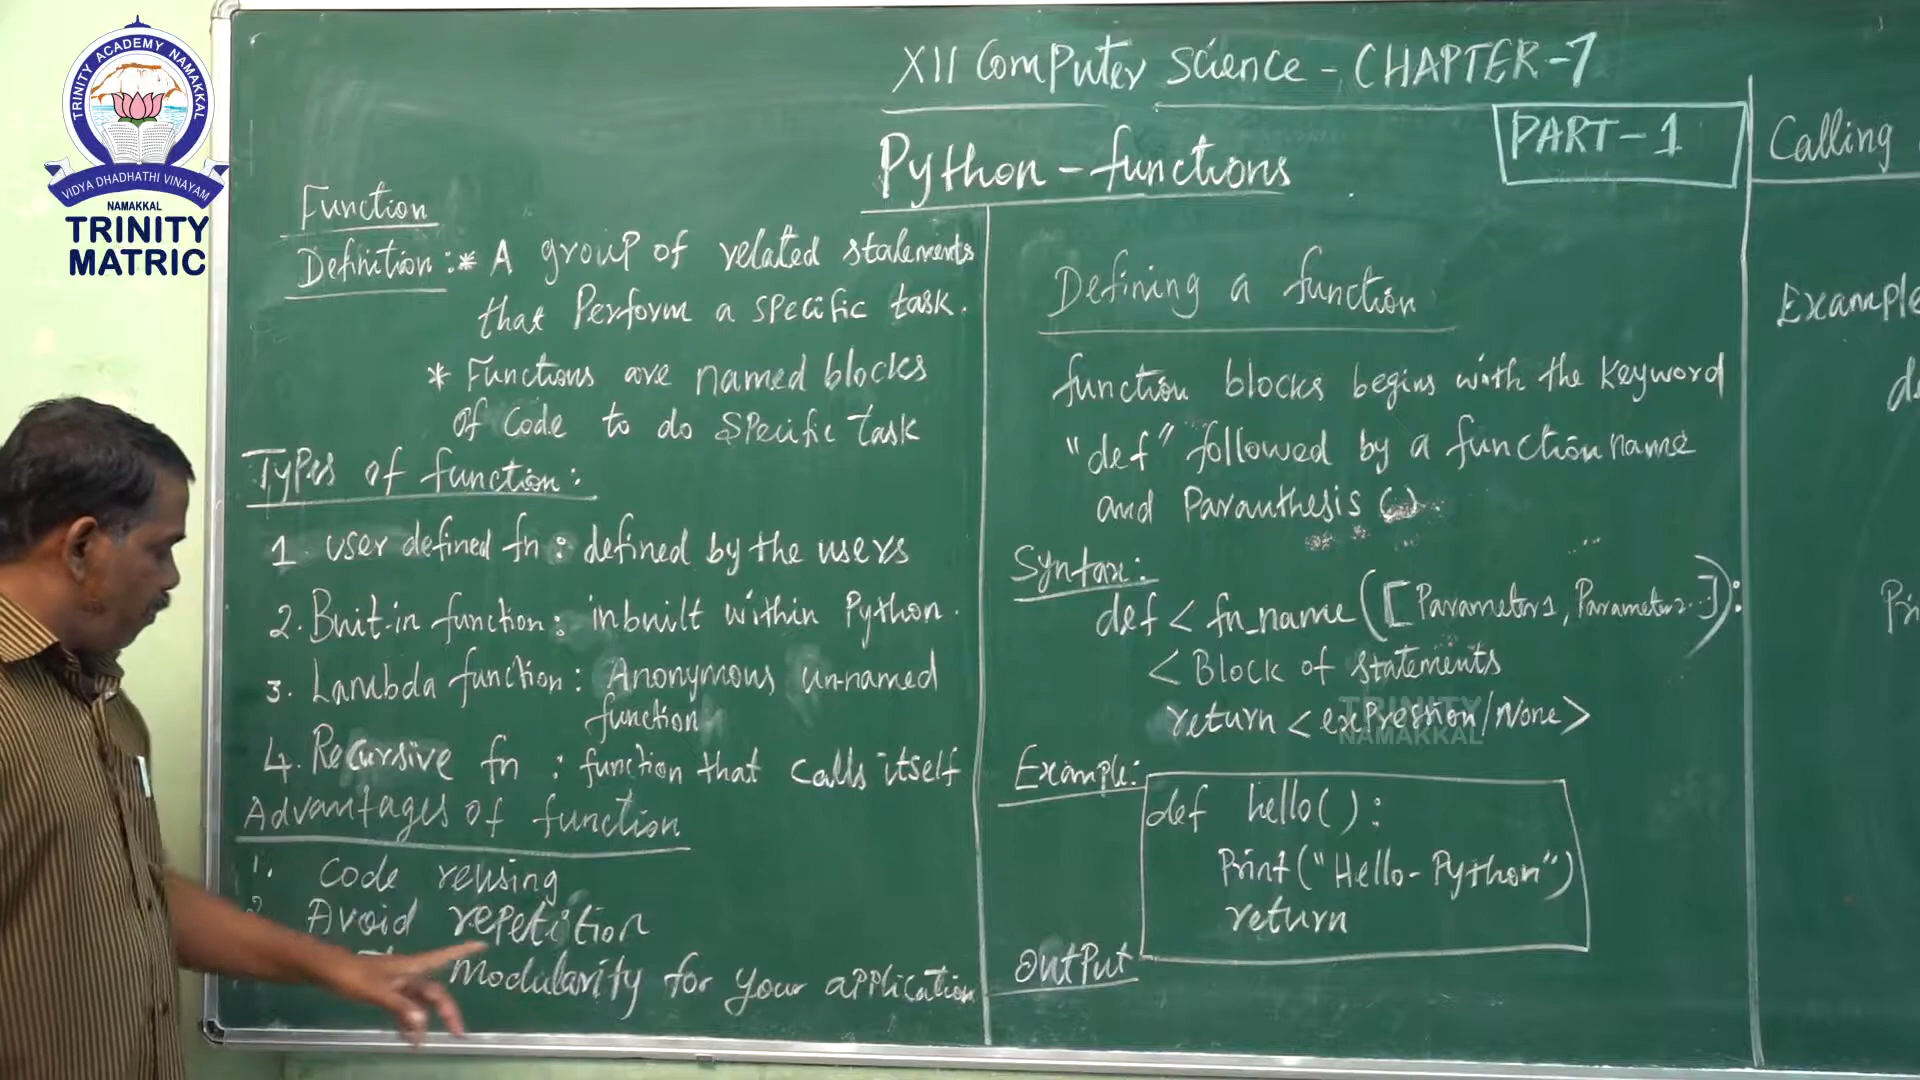 TRINITY ACADEMY NAMAKKAL
VIDYA DHADHATHI VINAYAM
NAMAKKAL
TRINITY
MATRIC
XII Computer Science - CHAPTER-7
PART-1
Python - functions
Function
Definition : * A group of related statements
that Perform a specific task.
* Functions are named blocks
of code to do specific task
Types of function :
1 user defined fn : defined by the users
2. Buit-in function : inbuilt within Python.
3. Lambda function : Anonymous un-named
function
4. Recursive fn : function that calls itself
Advantages of function
1. Code reusing
2. Avoid repetition
Modularity for your application
Defining a function
function blocks begins with the keyword
"def" followed by a function name
and Paranthesis ()
Syntax :
def < fn_name ([Parameter1, Parameter2...]) :
< Block of statements
return < expression/None >
TRINITY
NAMAKKAL
Example :
def hello() :
Print ("Hello-Python")
return
OutPut
Calling
Example